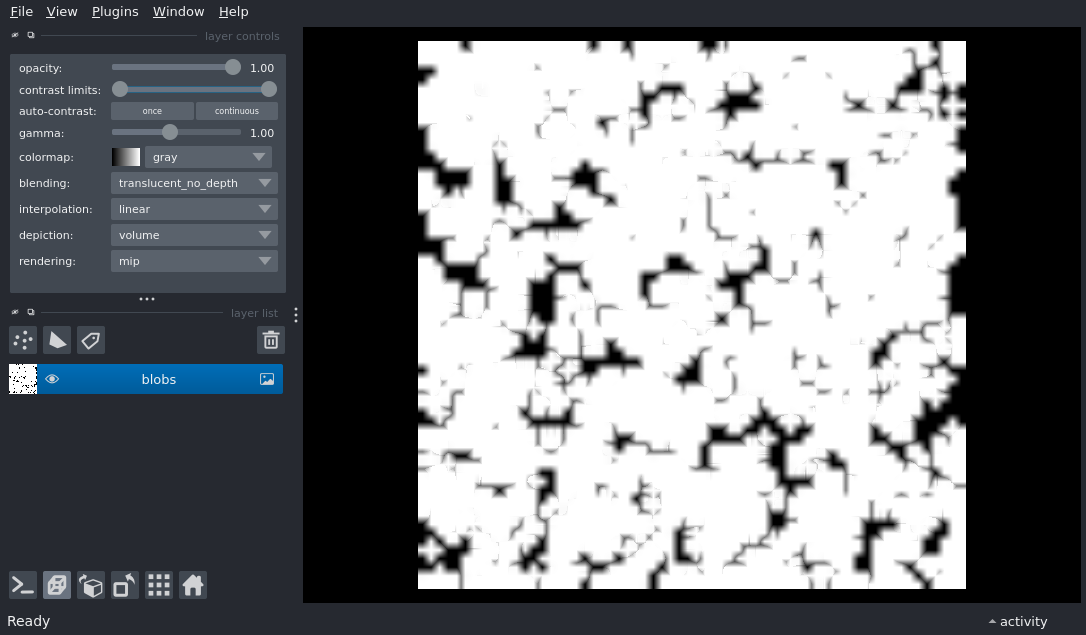 File View Plugins Window Help
layer controls
opacity: 1.00
contrast limits:
auto-contrast: once continuous
gamma: 1.00
colormap: gray
blending: translucent_no_depth
interpolation: linear
depiction: volume
rendering: mip
layer list
blobs
Ready activity